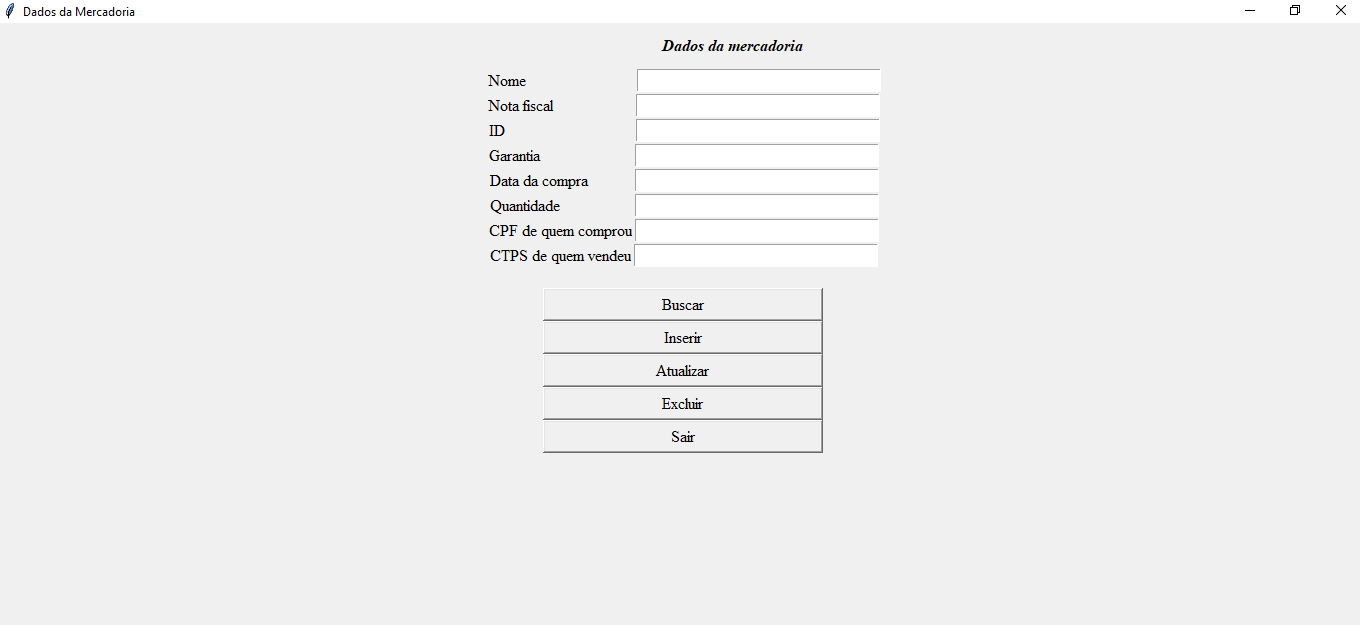 Dados da Mercadoria
Dados da mercadoria
Nome
Nota fiscal
ID
Garantia
Data da compra
Quantidade
CPF de quem comprou
CTPS de quem vendeu
Buscar
Inserir
Atualizar
Excluir
Sair